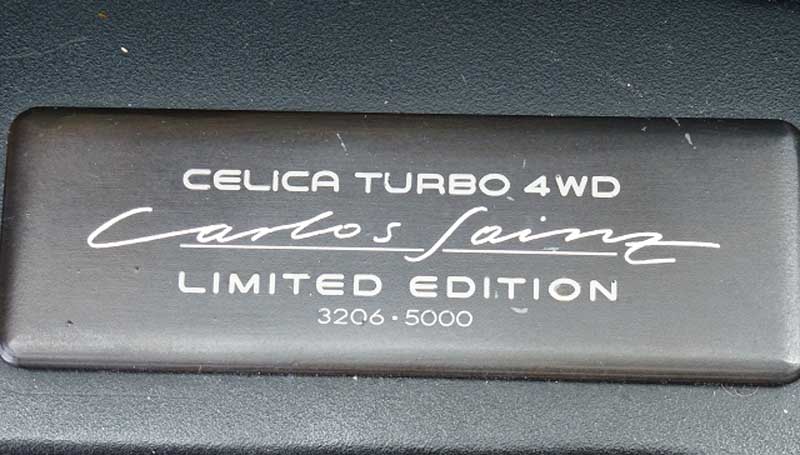 CELICA TURBO 4WD
Carlos Sainz
LIMITED EDITION
3206 · 5000